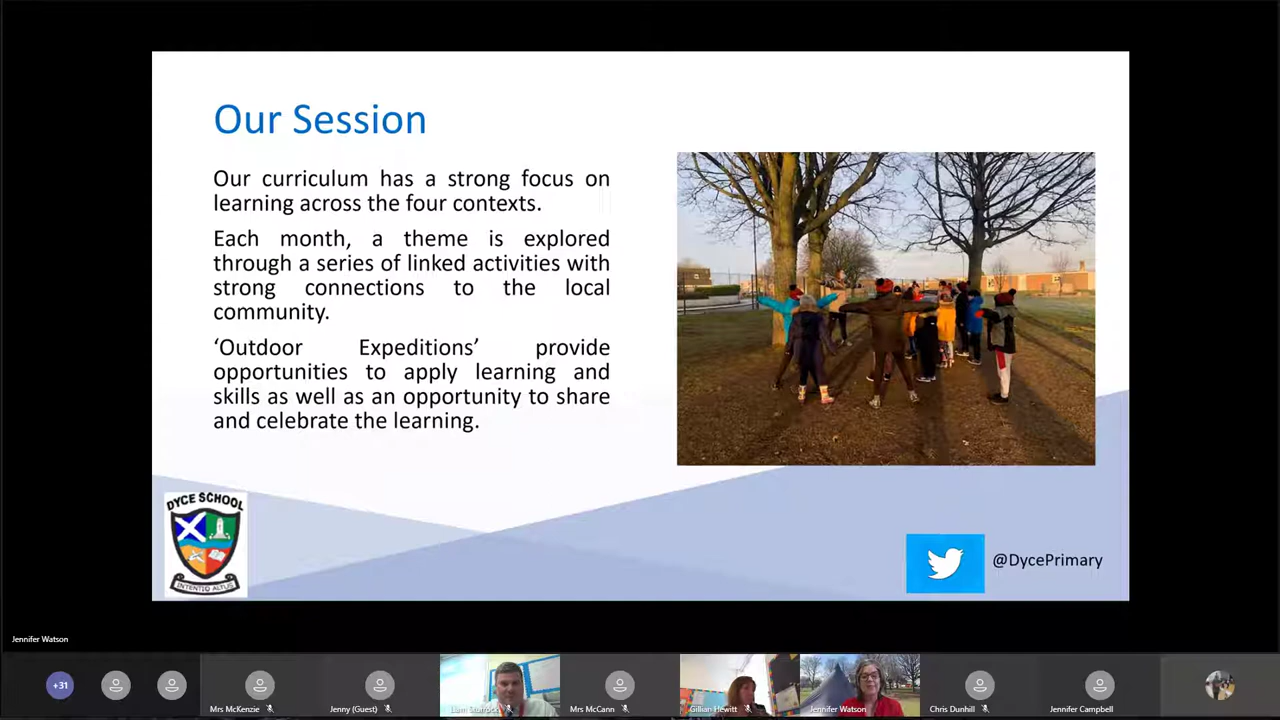 Our Session
Our curriculum has a strong focus on
learning across the four contexts.
Each month, a theme is explored
through a series of linked activities with
strong connections to the local
community.
‘Outdoor Expeditions’ provide
opportunities to apply learning and
skills as well as an opportunity to share
and celebrate the learning.
DYCE SCHOOL
INTENTIO ALTUS
@DycePrimary
Jennifer Watson
+31
Mrs McKenzie
Jenny (Guest)
Mrs McCann
Gillian Hewitt
Jennifer Watson
Chris Dunhill
Jennifer Campbell